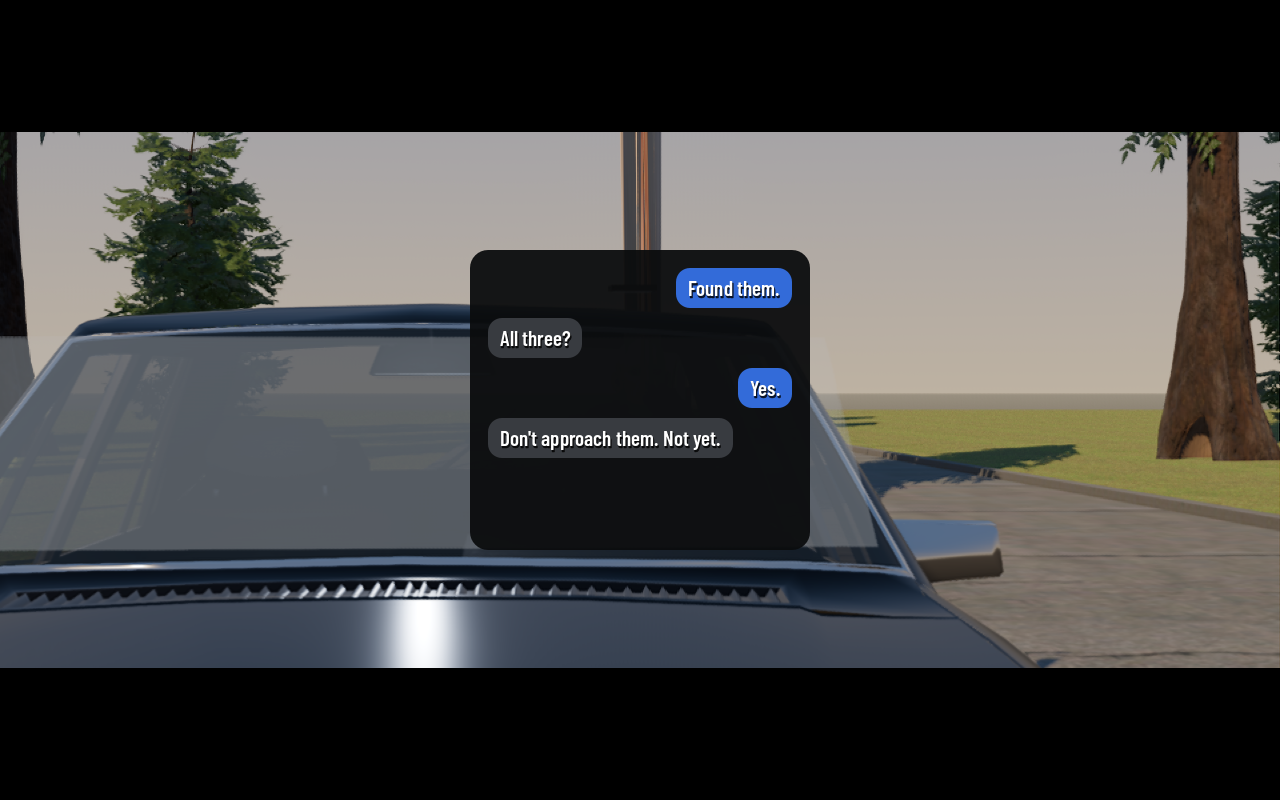 Found them.
All three?
Yes.
Don't approach them. Not yet.